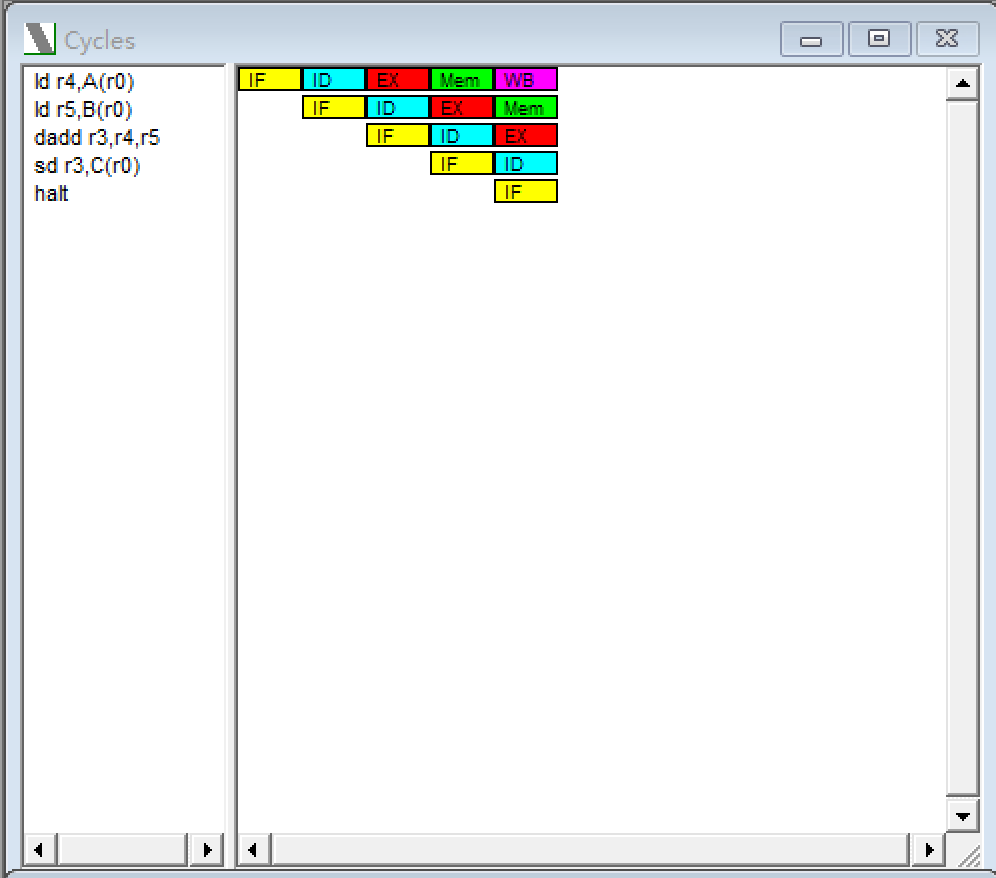 Cycles
ld r4,A(r0) IF ID EX Mem WB
ld r5,B(r0) IF ID EX Mem
dadd r3,r4,r5 IF ID EX
sd r3,C(r0) IF ID
halt IF